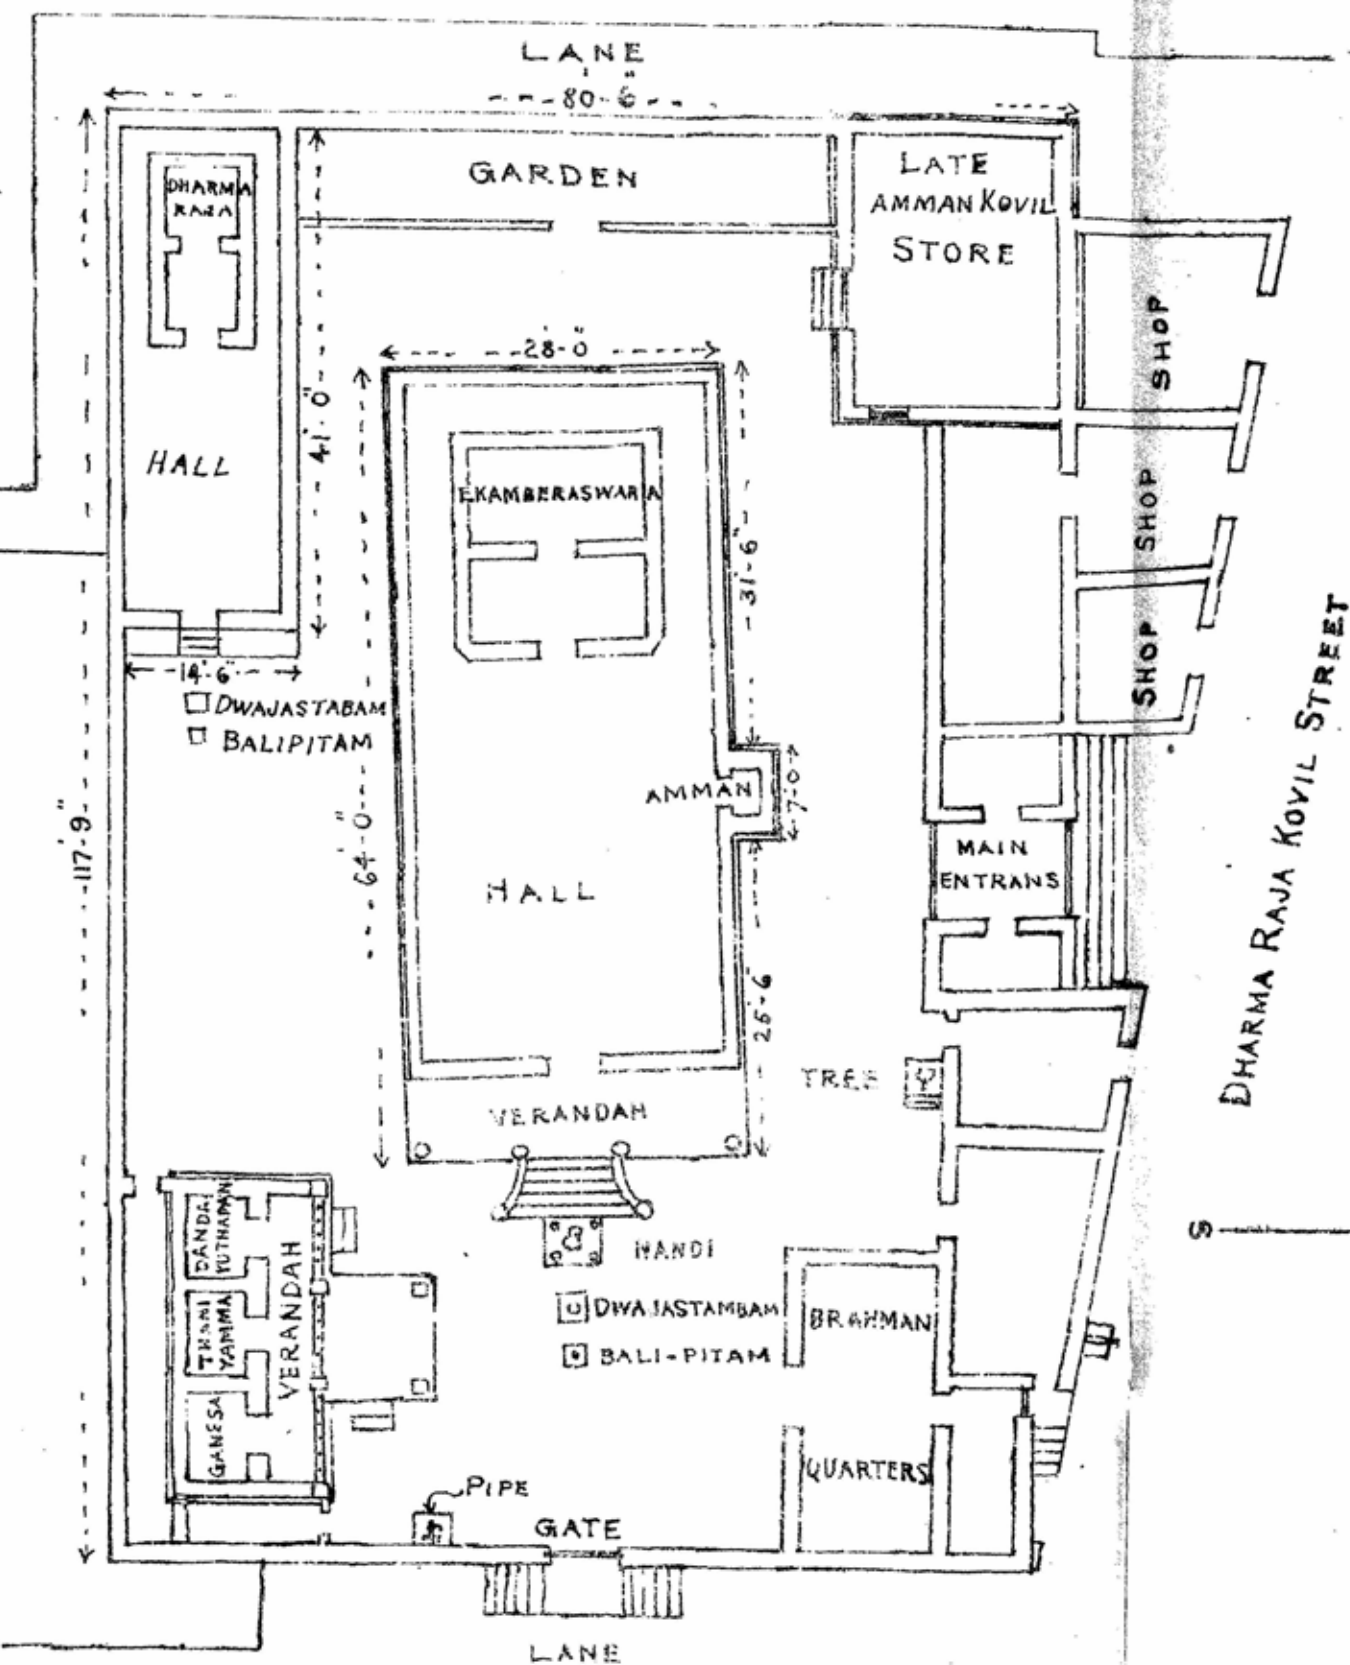 LANE
80'-6"
GARDEN
LATE
AMMAN KOVIL
STORE
DHARMA
RAJA
HALL
41'-0"
28'-0"
EKAMBERASWARA
31'-6"
SHOP
SHOP
SHOP
DHARMA RAJA KOVIL STREET
14'-6"
DWAJASTABAM
BALIPITAM
117'-9"
64'-0"
AMMAN
7'-0
HALL
MAIN
ENTRANS
25'-6
VERANDAH
TREE
NANDI
DWAJASTAMBAM
BALI-PITAM
DANDA
YUTHAPAN
THANI
YAMMA
GANESA
VERANDAH
BRAHMAN
QUARTERS
PIPE
GATE
LANE
S